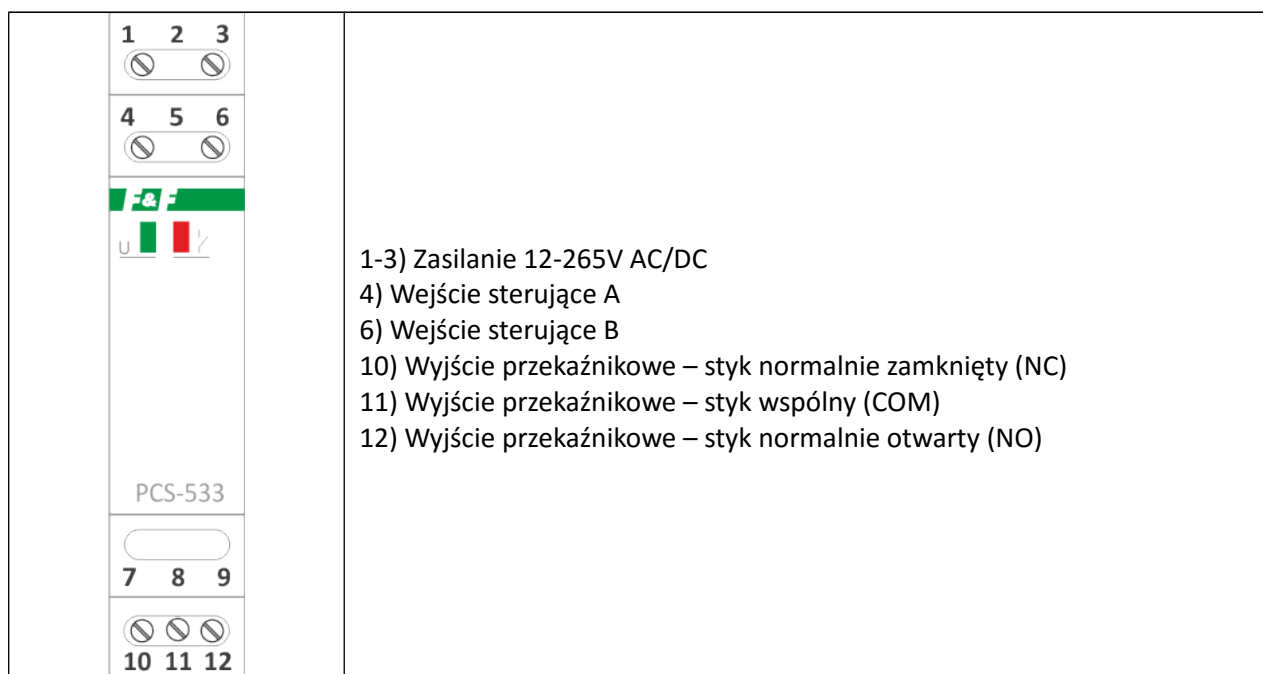 1 2 3
4 5 6
F&F
U
1-3) Zasilanie 12-265V AC/DC
4) Wejście sterujące A
6) Wejście sterujące B
10) Wyjście przekaźnikowe – styk normalnie zamknięty (NC)
11) Wyjście przekaźnikowe – styk wspólny (COM)
12) Wyjście przekaźnikowe – styk normalnie otwarty (NO)
PCS-533
7 8 9
10 11 12